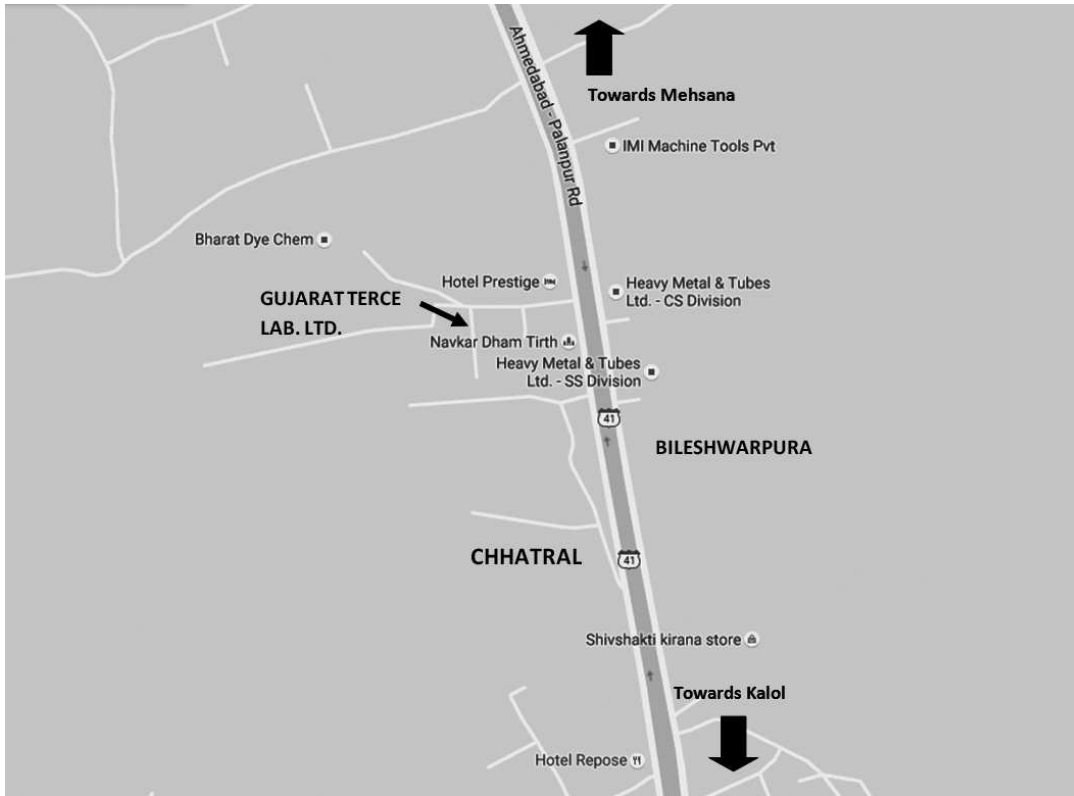 Ahmedabad - Palanpur Rd
Towards Mehsana
IMI Machine Tools Pvt
Bharat Dye Chem
Hotel Prestige
Heavy Metal & Tubes
Ltd. - CS Division
GUJARAT TERCE
LAB. LTD.
Navkar Dham Tirth
Heavy Metal & Tubes
Ltd. - SS Division
41
BILESHWARPURA
CHHATRAL
41
Shivshakti kirana store
Towards Kalol
Hotel Repose